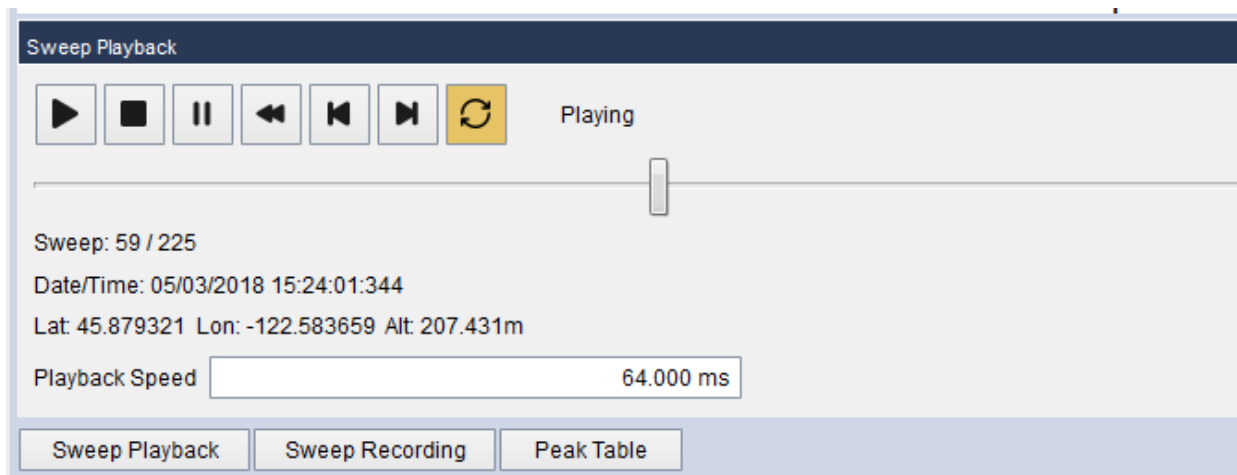 Sweep Playback
Playing
Sweep: 59 / 225
Date/Time: 05/03/2018 15:24:01:344
Lat: 45.879321 Lon: -122.583659 Alt: 207.431m
Playback Speed 64.000 ms
Sweep Playback Sweep Recording Peak Table